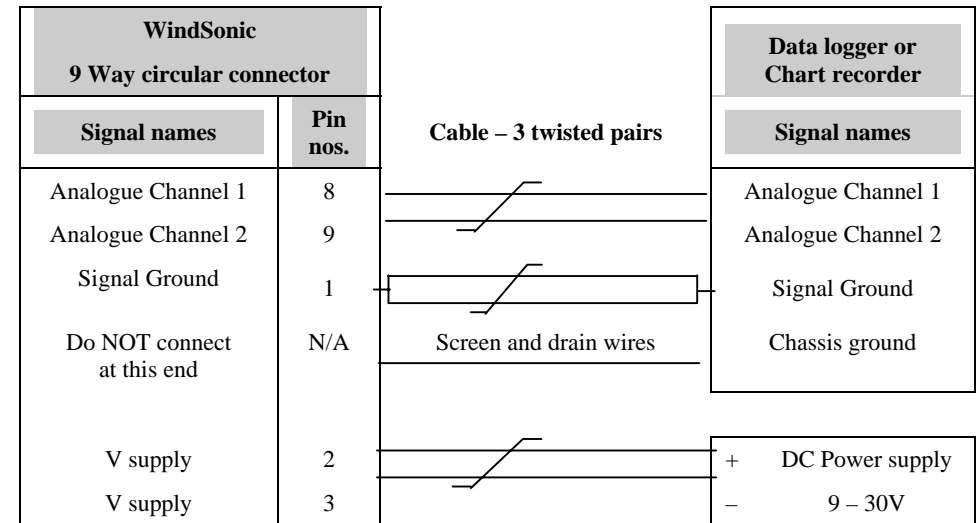 WindSonic
9 Way circular connector
Data logger or
Chart recorder
Signal names
Pin
nos.
Cable – 3 twisted pairs
Signal names
Analogue Channel 1 8 Analogue Channel 1
Analogue Channel 2 9 Analogue Channel 2
Signal Ground 1 Signal Ground
Do NOT connect
at this end
N/A Screen and drain wires Chassis ground
V supply 2 + DC Power supply
V supply 3 – 9 – 30V